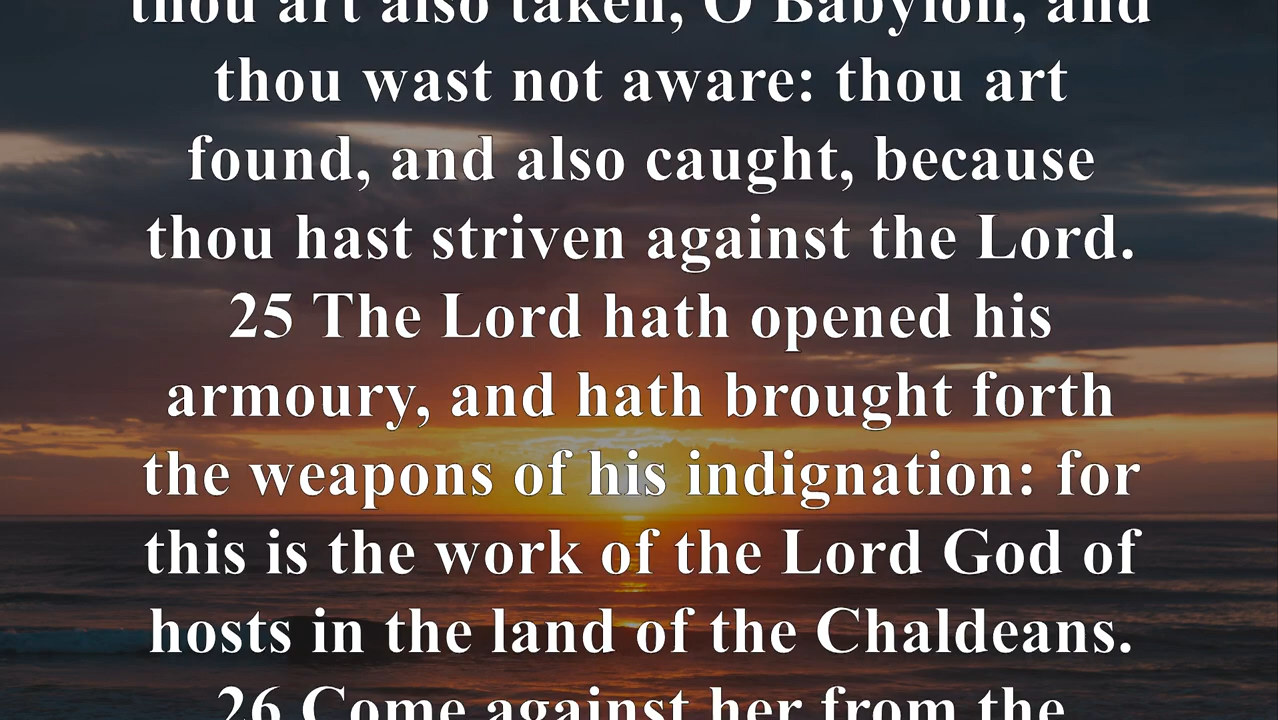 thou art also taken, O Babylon, and
thou wast not aware: thou art
found, and also caught, because
thou hast striven against the Lord.
25 The Lord hath opened his
armoury, and hath brought forth
the weapons of his indignation: for
this is the work of the Lord God of
hosts in the land of the Chaldeans.
26 Come against her from the